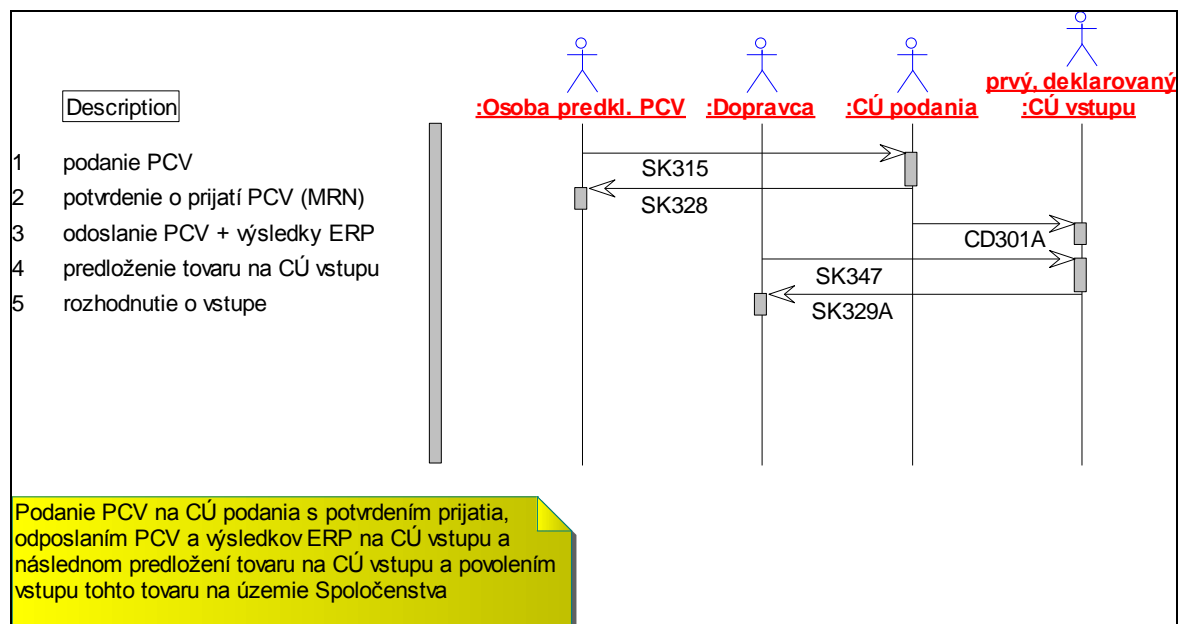 prvý, deklarovaný
Description
:Osoba predkl. PCV :Dopravca :CÚ podania :CÚ vstupu
1 podanie PCV
SK315
2 potvrdenie o prijatí PCV (MRN)
SK328
3 odoslanie PCV + výsledky ERP
CD301A
4 predloženie tovaru na CÚ vstupu
SK347
5 rozhodnutie o vstupe
SK329A
Podanie PCV na CÚ podania s potvrdením prijatia,
odposlaním PCV a výsledkov ERP na CÚ vstupu a
následnom predložení tovaru na CÚ vstupu a povolením
vstupu tohto tovaru na územie Spoločenstva